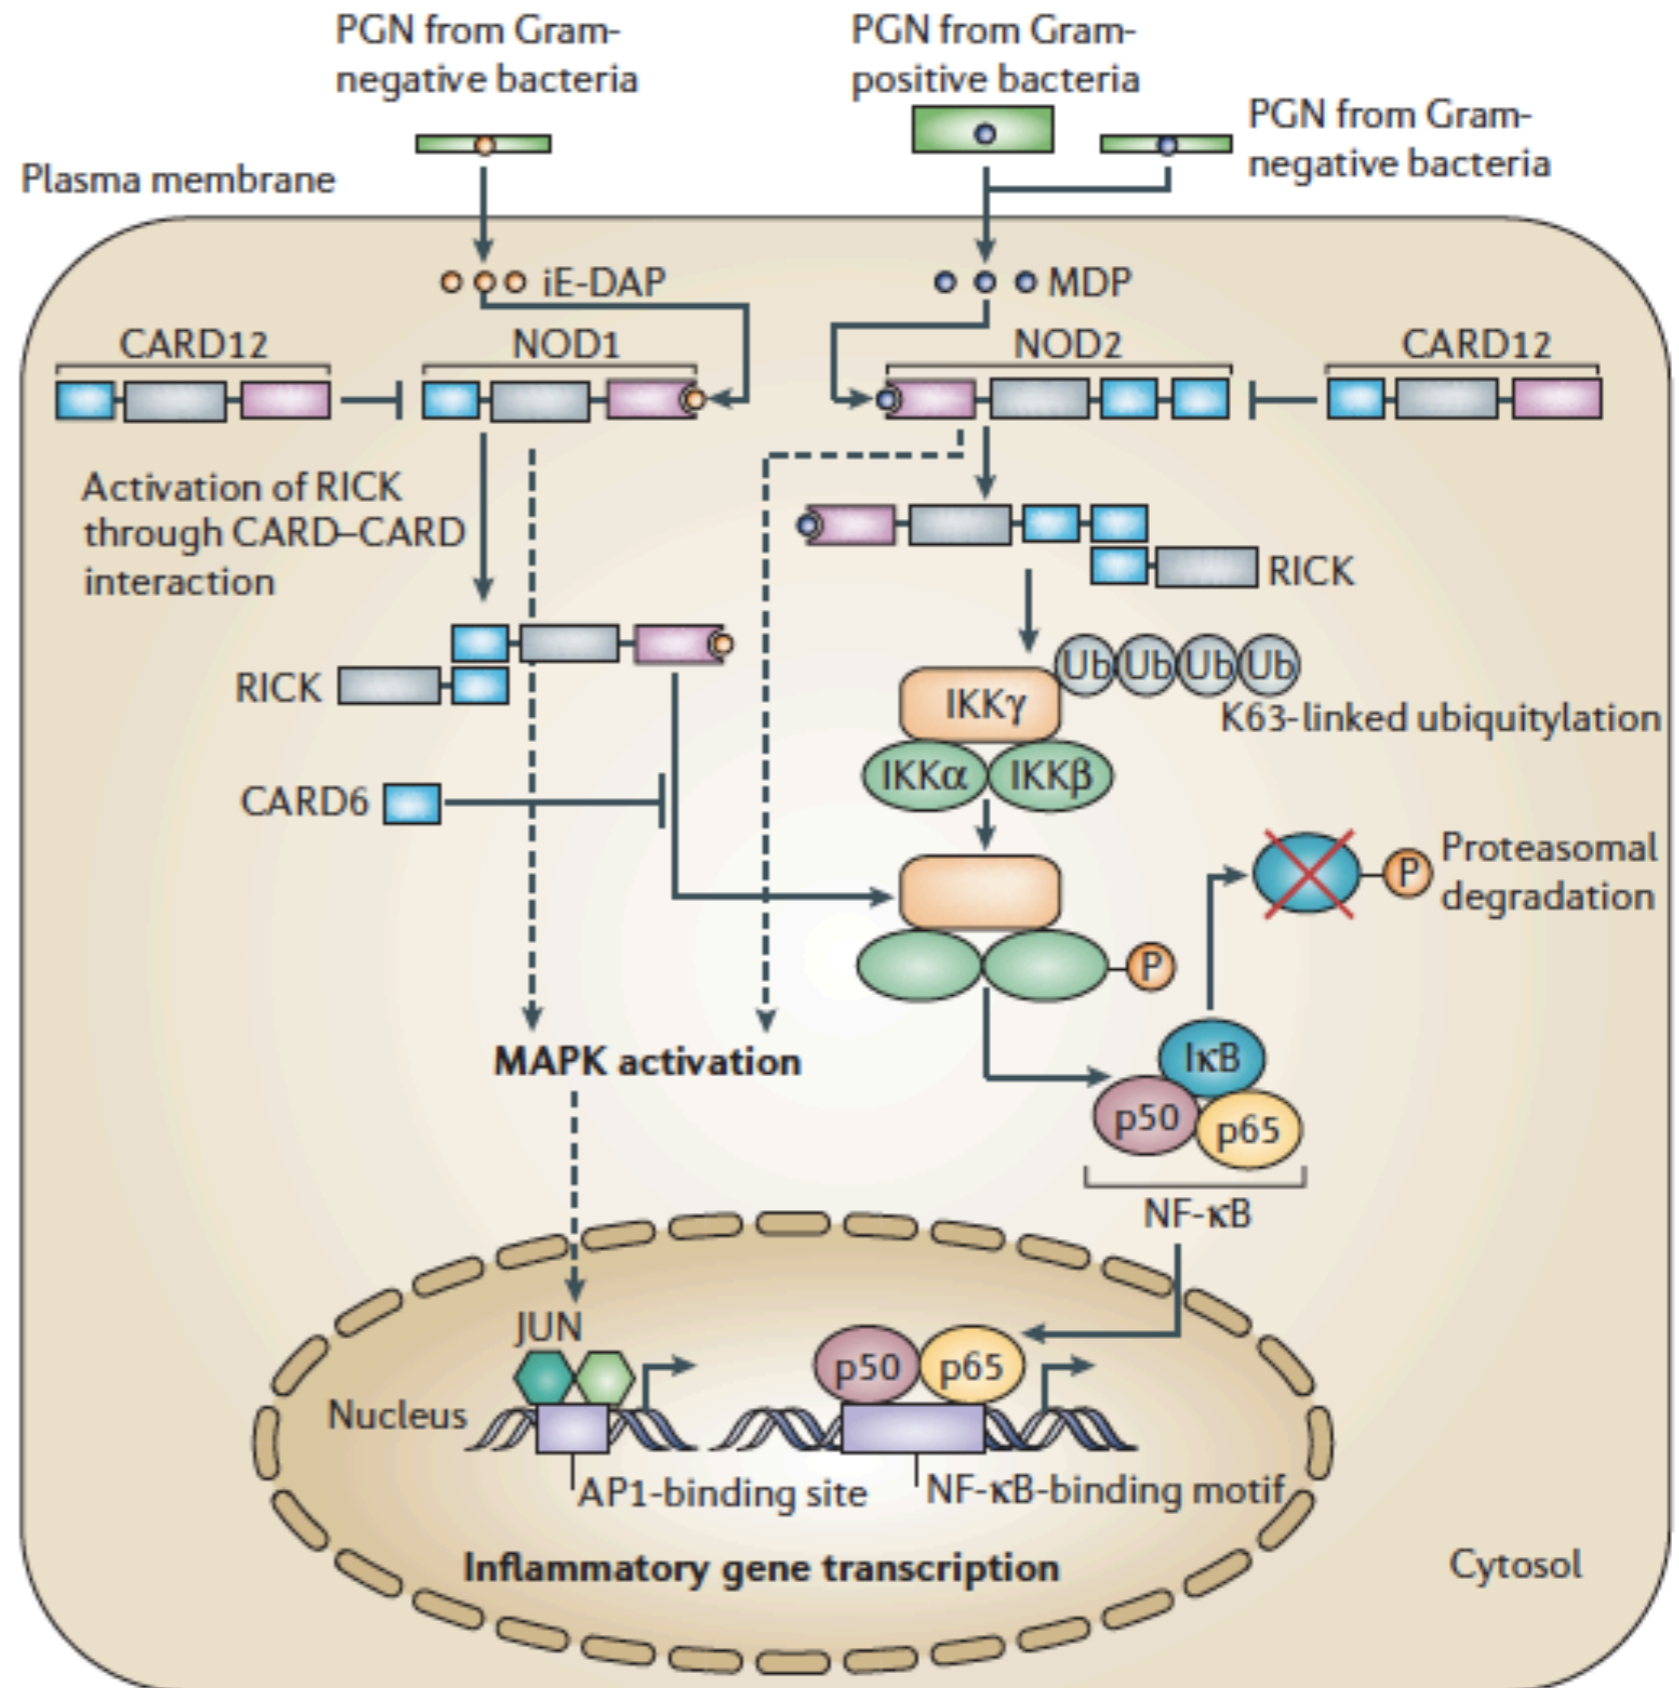 PGN from Gram-
negative bacteria
PGN from Gram-
positive bacteria
PGN from Gram-
negative bacteria
Plasma membrane
iE-DAP
MDP
CARD12
NOD1
NOD2
CARD12
Activation of RICK
through CARD–CARD
interaction
RICK
RICK
Ub Ub Ub Ub
IKKγ
K63-linked ubiquitylation
IKKα
IKKβ
CARD6
Proteasomal
degradation
P
P
MAPK activation
IκB
p50
p65
NF-κB
JUN
p50
p65
Nucleus
AP1-binding site
NF-κB-binding motif
Inflammatory gene transcription
Cytosol